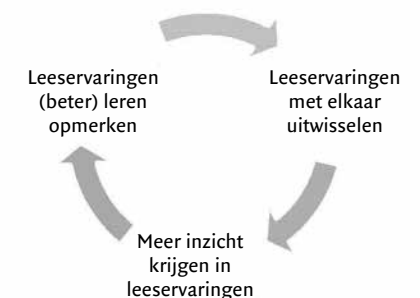 Leeservaringen
(beter) leren
opmerken
Leeservaringen
met elkaar
uitwisselen
Meer inzicht
krijgen in
leeservaringen